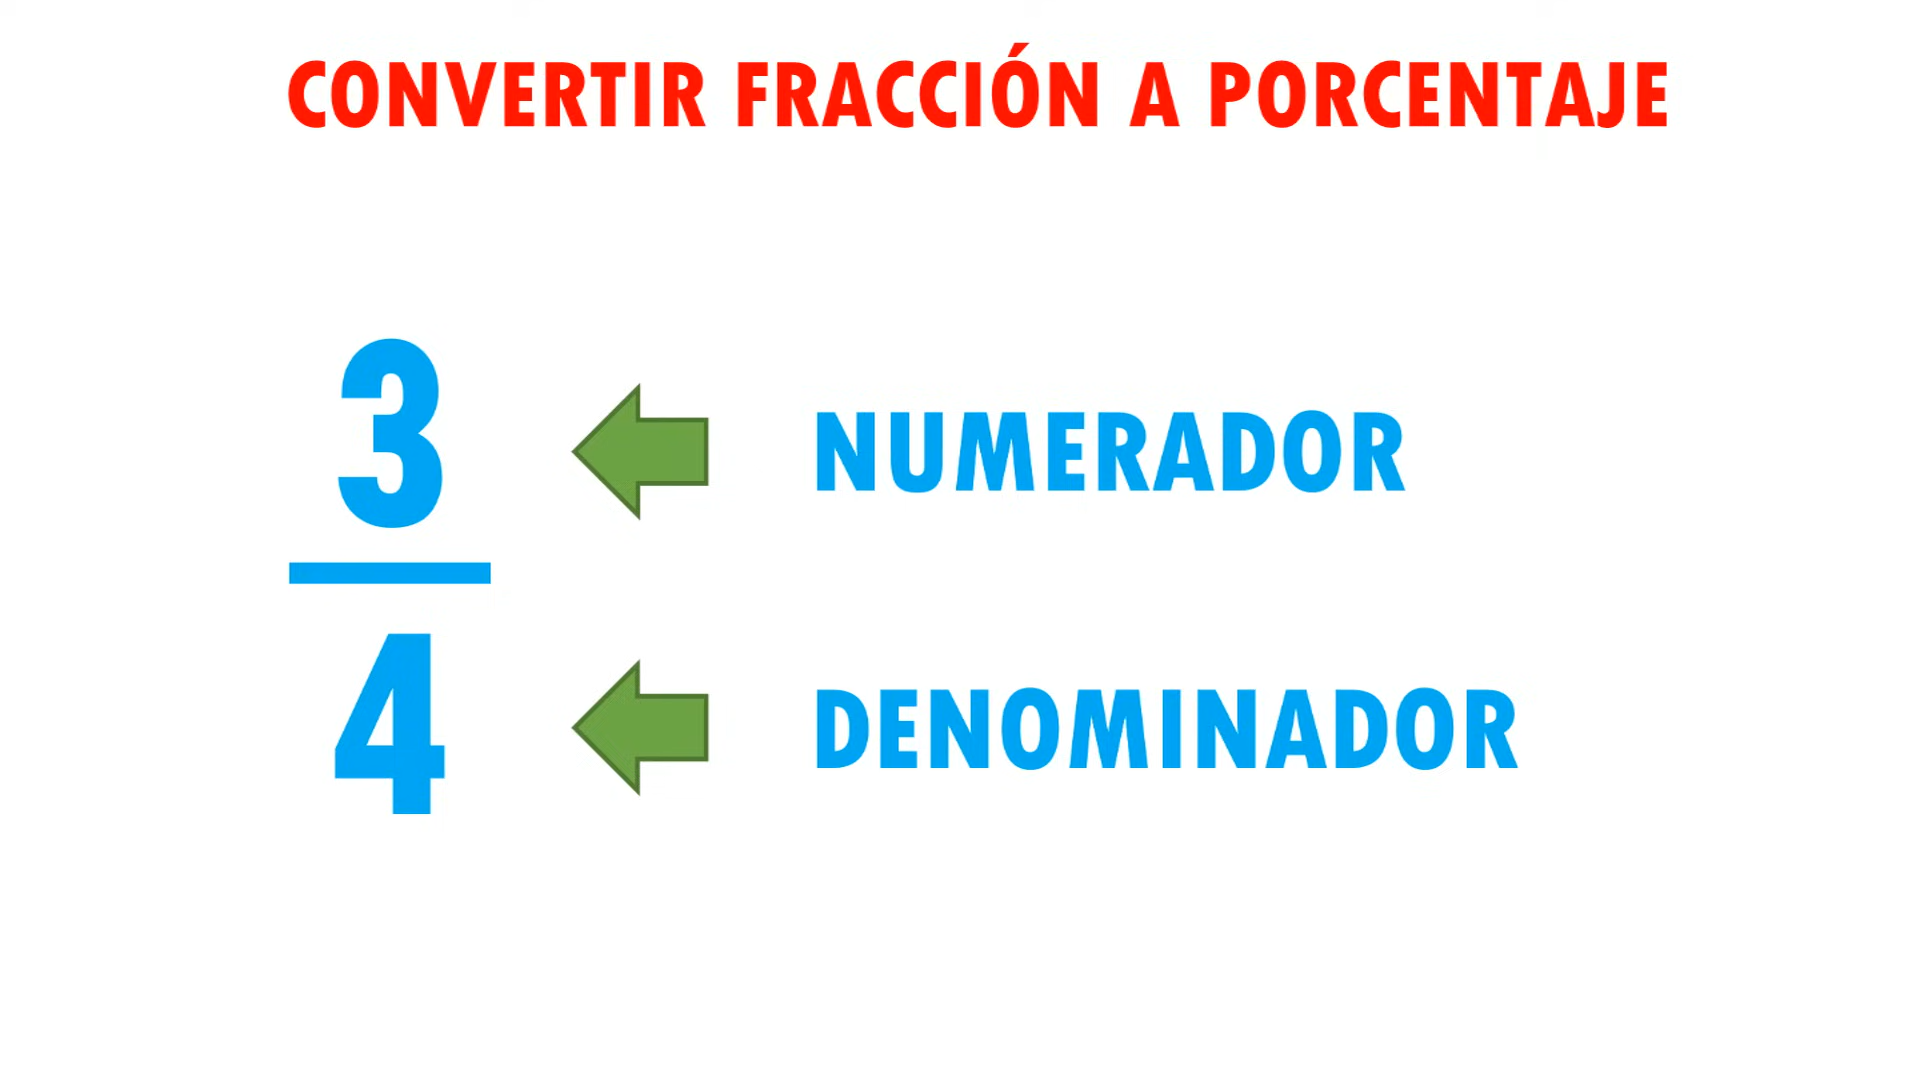 CONVERTIR FRACCIÓN A PORCENTAJE
3
NUMERADOR
4
DENOMINADOR